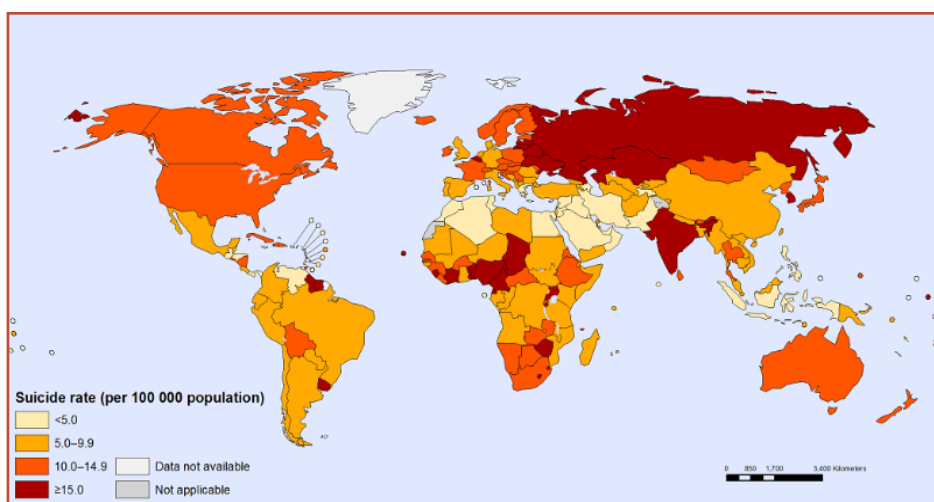 Suicide rate (per 100 000 population)
<5.0
5.0–9.9
10.0–14.9
≥15.0
Data not available
Not applicable
0 850 1,700 3,400 Kilometers